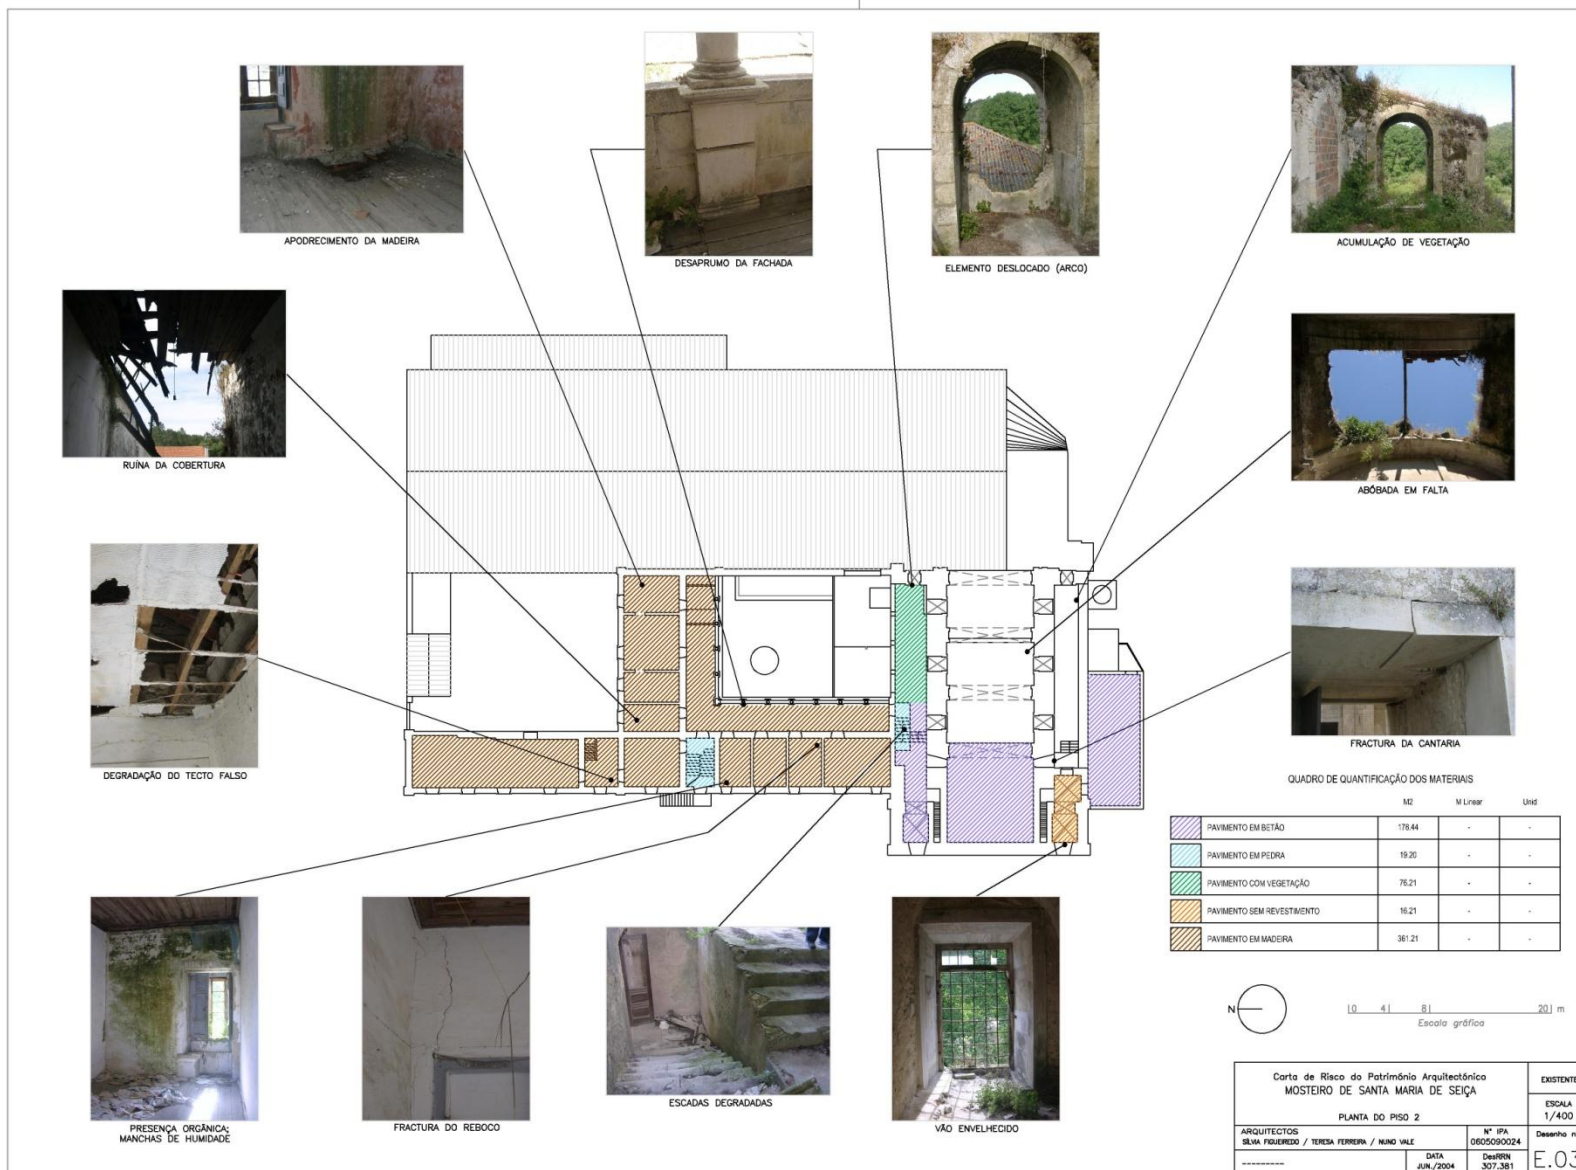 APODRECIMENTO DA MADEIRA
DESAPRUMO DA FACHADA
ELEMENTO DESLOCADO (ARCO)
ACUMULAÇÃO DE VEGETAÇÃO
RUÍNA DA COBERTURA
ABÓBADA EM FALTA
DEGRADAÇÃO DO TECTO FALSO
FRACTURA DA CANTARIA
QUADRO DE QUANTIFICAÇÃO DOS MATERIAIS
M2 M Linear Unid
PAVIMENTO EM BETÃO 178.44 - -
PAVIMENTO EM PEDRA 19.20 - -
PAVIMENTO COM VEGETAÇÃO 76.21 - -
PAVIMENTO SEM REVESTIMENTO 16.21 - -
PAVIMENTO EM MADEIRA 361.21 - -
PRESENÇA ORGÂNICA;
MANCHAS DE HUMIDADE
FRACTURA DO REBOCO
ESCADAS DEGRADADAS
VÃO ENVELHECIDO
N
0 4 8 20 m
Escala gráfica
Carta de Risco do Património Arquitectónico
MOSTEIRO DE SANTA MARIA DE SEIÇA
PLANTA DO PISO 2
EXISTENTE
ESCALA
1/400
ARQUITECTOS
SÍLVIA FIGUEIREDO / TERESA FERREIRA / NUNO VALE
Nº IPA
0605090024
Desenho n
---------
DATA
JUN./2004
DesRRN
307.381
E.03